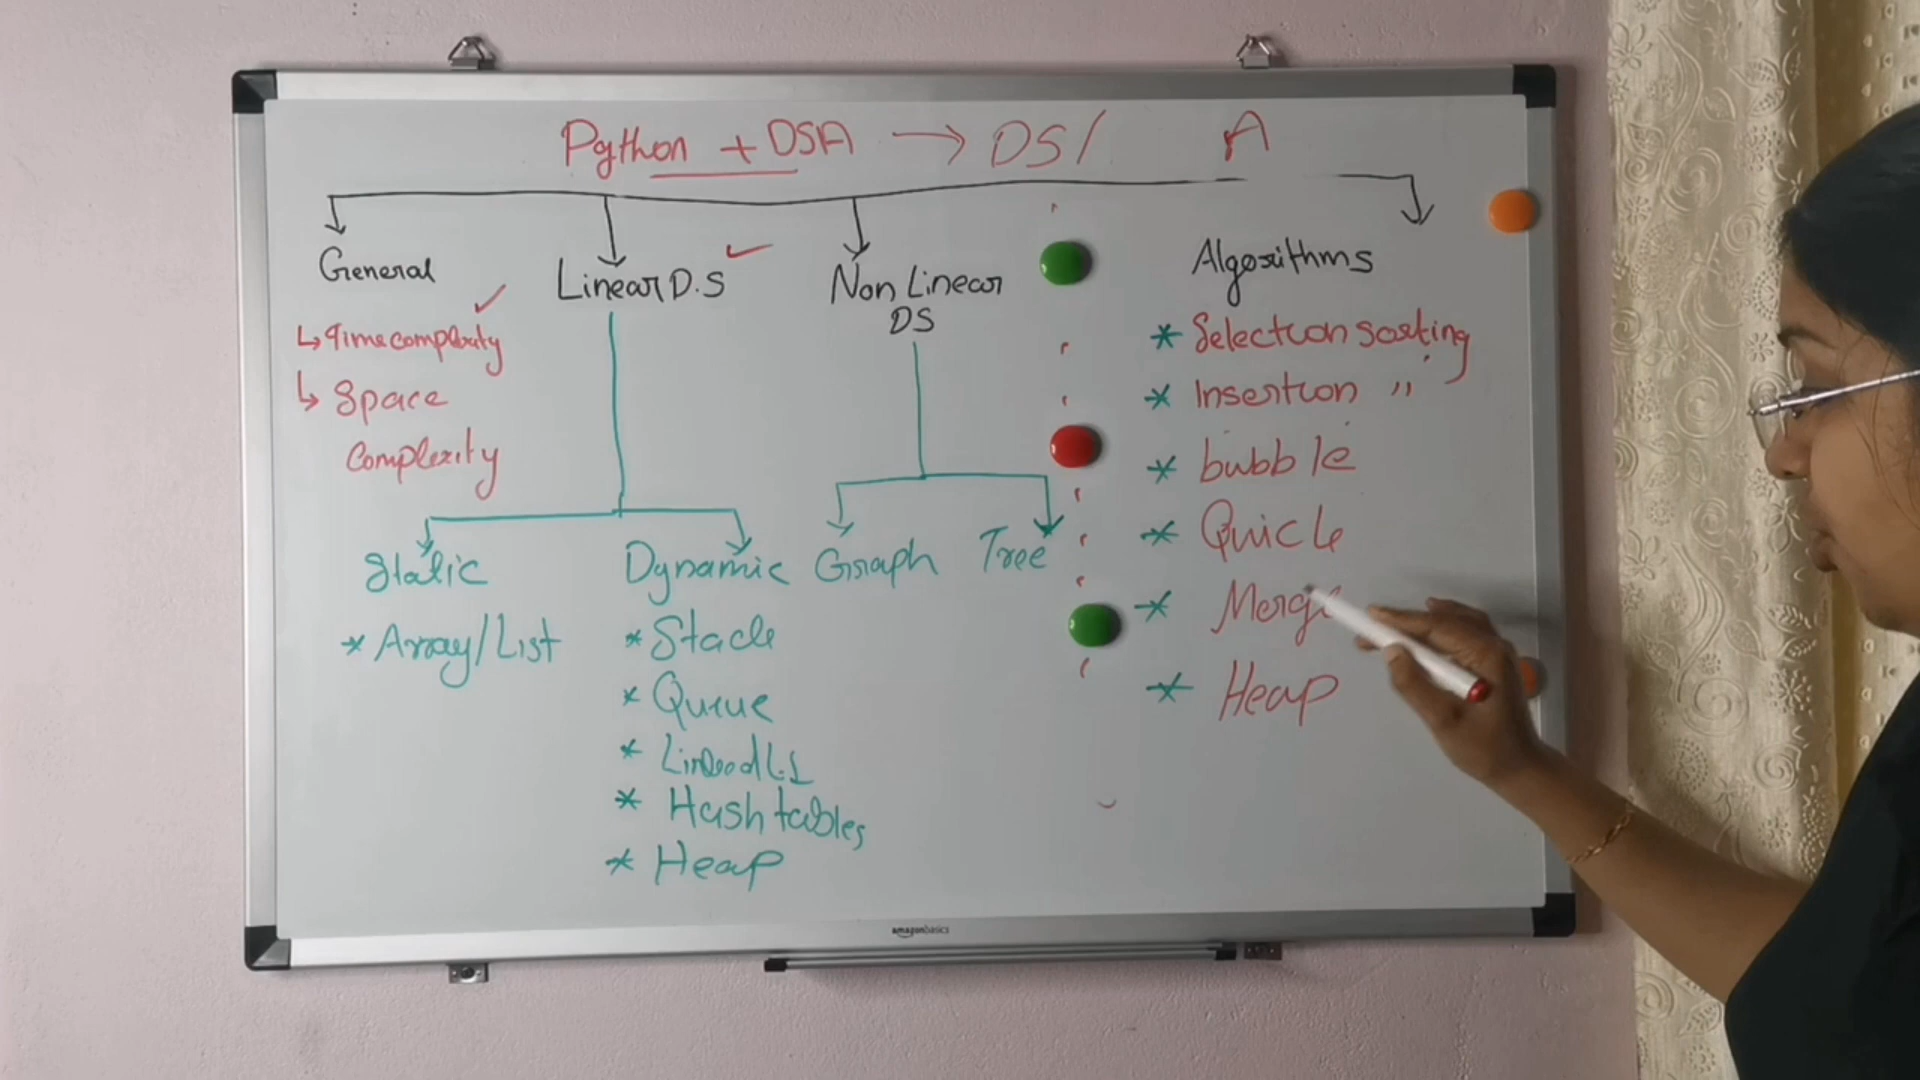 Python + DSA → DS/ A
General
↳ Time complexity
↳ Space
Complexity
Linear D.S
Static
* Array/List
Dynamic
* Stack
* Queue
* Linked L.
* Hash tables
* Heap
Non Linear
DS
Graph
Tree
Algorithms
* Selection sorting
* Insertion "
* bubble
* Quick
* Merge
* Heap
amazonbasics